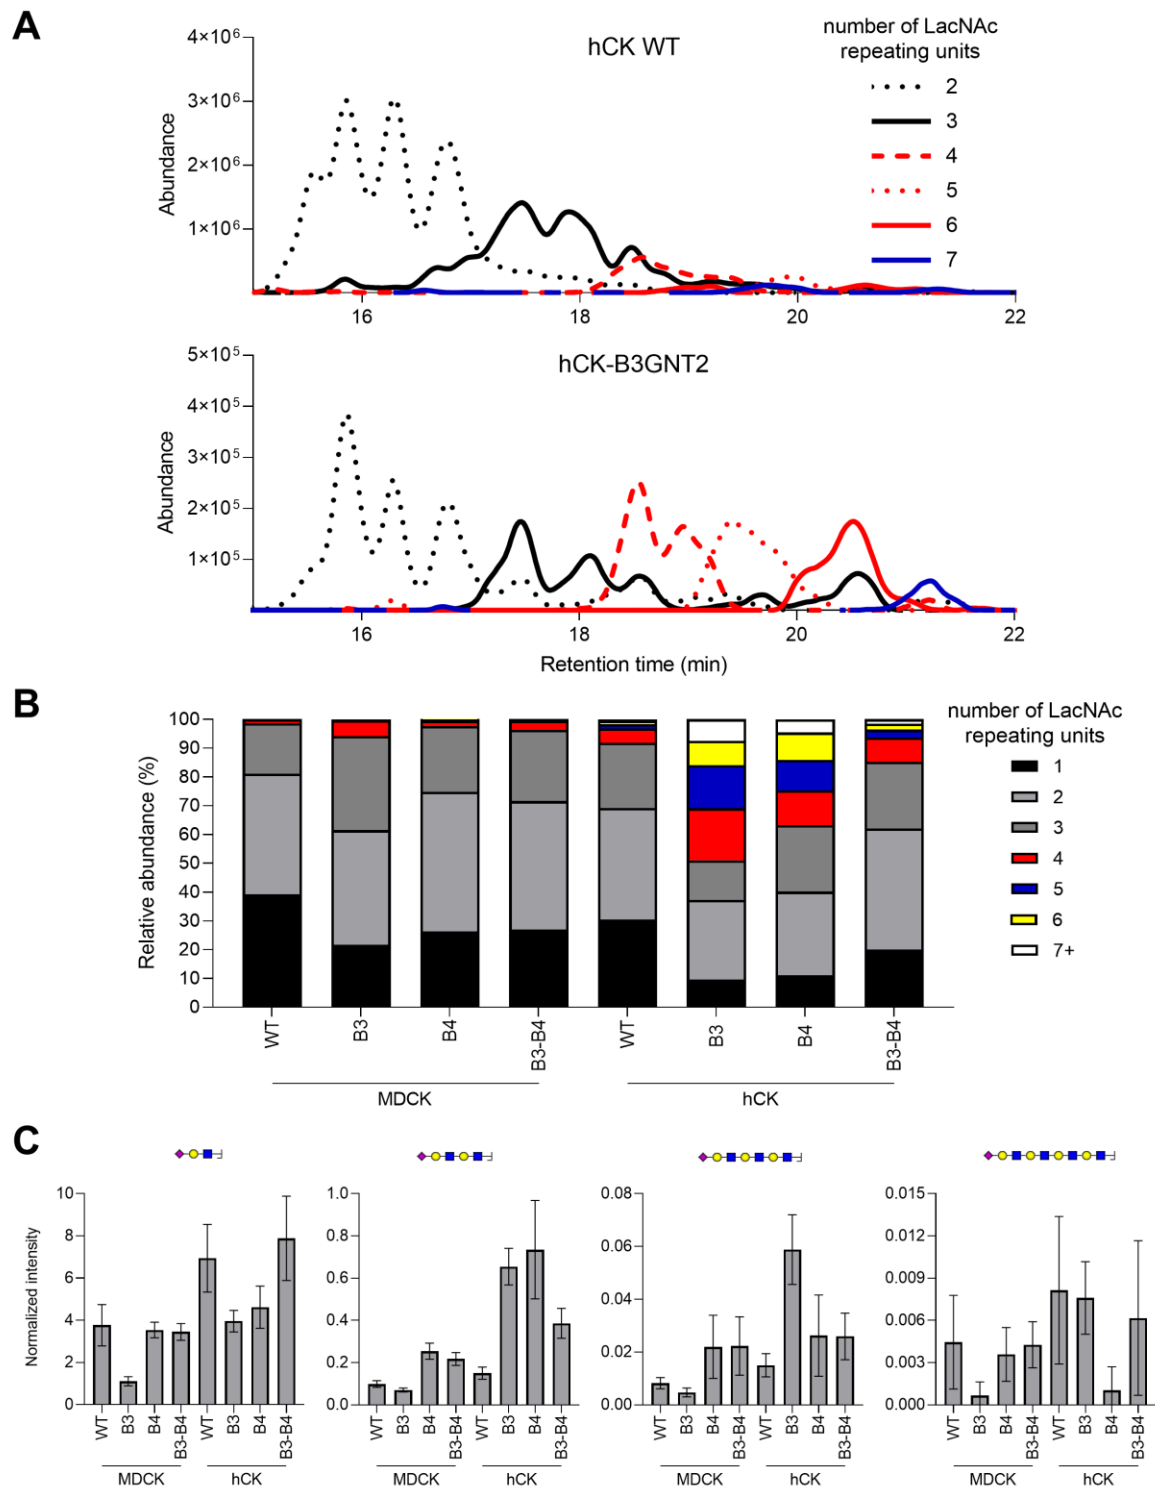 A
hCK WT
number of LacNAc
repeating units
2
3
4
5
6
7
Abundance
4×10⁶
3×10⁶
2×10⁶
1×10⁶
16
18
20
22
hCK-B3GNT2
Abundance
5×10⁵
4×10⁵
3×10⁵
2×10⁵
1×10⁵
16
18
20
22
Retention time (min)
B
number of LacNAc
repeating units
1
2
3
4
5
6
7+
Relative abundance (%)
100
90
80
70
60
50
40
30
20
10
0
WT
B3
B4
B3-B4
WT
B3
B4
B3-B4
MDCK
hCK
C
Normalized intensity
10
8
6
4
2
0
WT
B3
B4
B3-B4
WT
B3
B4
B3-B4
MDCK
hCK
1.0
0.8
0.6
0.4
0.2
0.0
WT
B3
B4
B3-B4
WT
B3
B4
B3-B4
MDCK
hCK
0.08
0.06
0.04
0.02
0.00
WT
B3
B4
B3-B4
WT
B3
B4
B3-B4
MDCK
hCK
0.015
0.012
0.009
0.006
0.003
0.000
WT
B3
B4
B3-B4
WT
B3
B4
B3-B4
MDCK
hCK